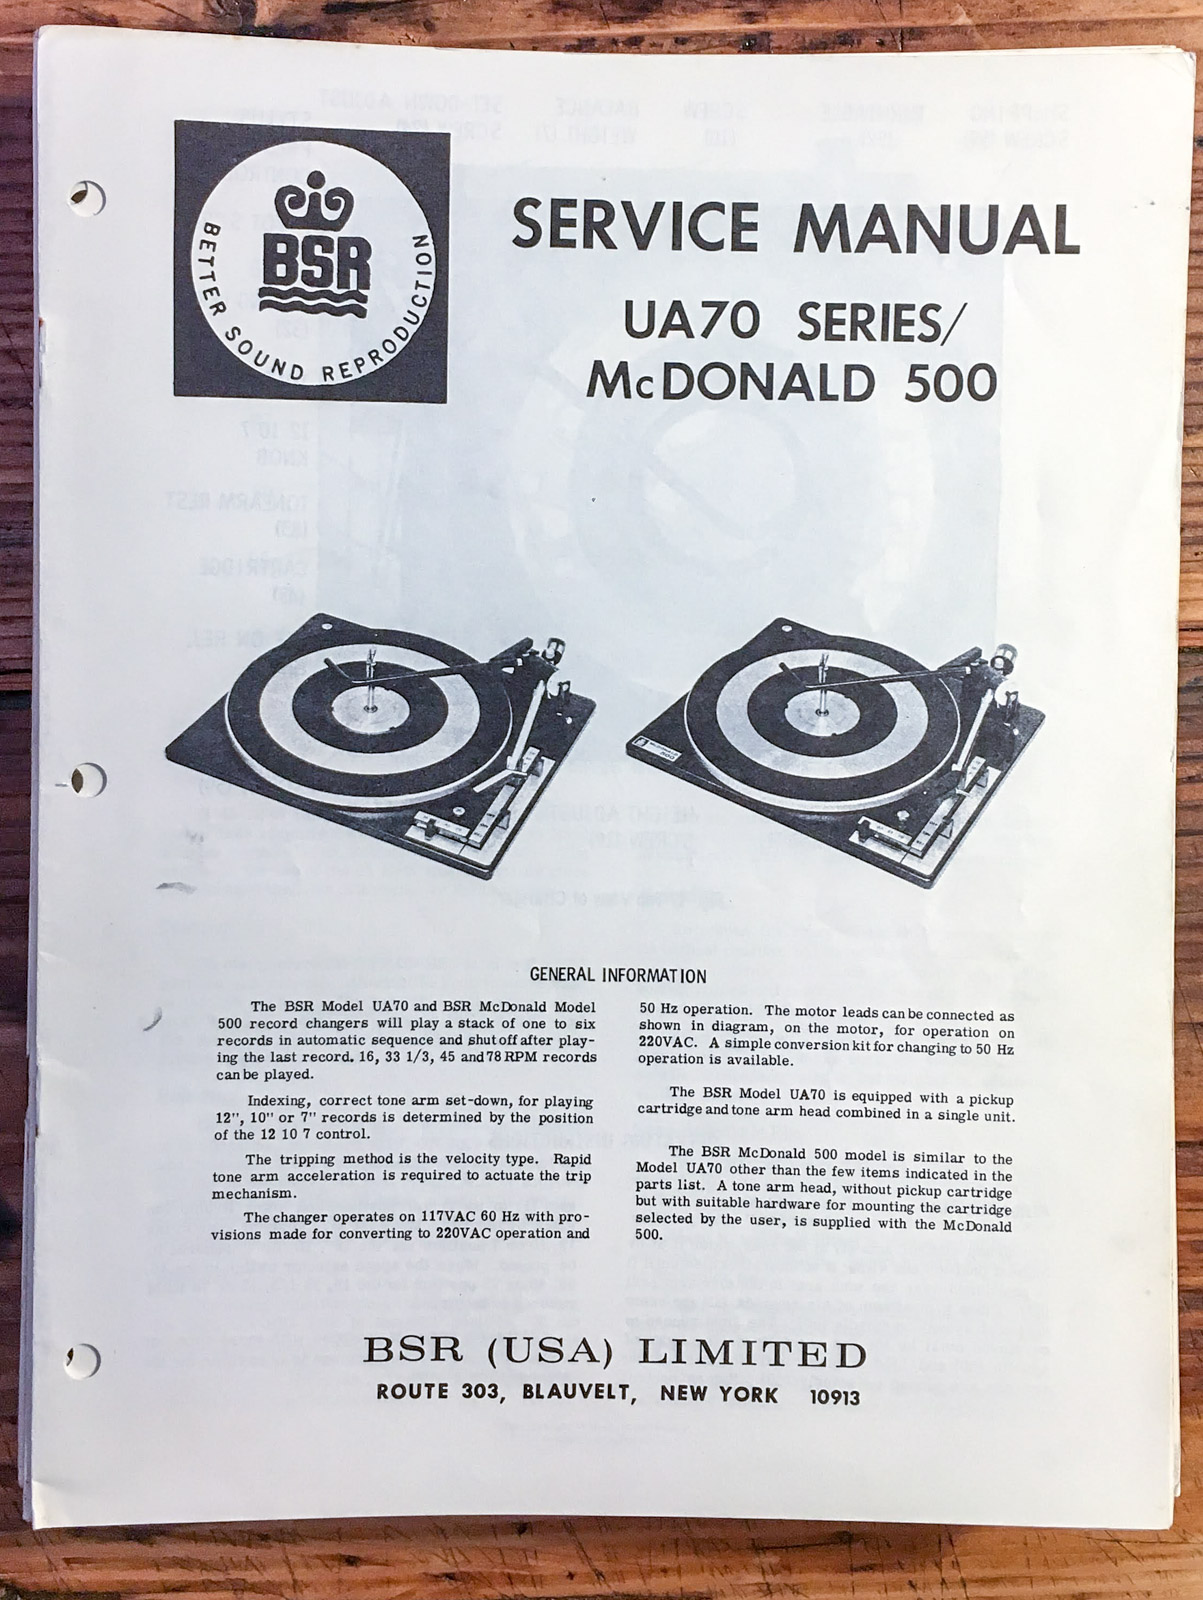 BSR
BETTER SOUND REPRODUCTION
SERVICE MANUAL
UA70 SERIES/
McDONALD 500
GENERAL INFORMATION
The BSR Model UA70 and BSR McDonald Model
500 record changers will play a stack of one to six
records in automatic sequence and shut off after play-
ing the last record. 16, 33 1/3, 45 and 78 RPM records
can be played.
Indexing, correct tone arm set-down, for playing
12", 10" or 7" records is determined by the position
of the 12 10 7 control.
The tripping method is the velocity type. Rapid
tone arm acceleration is required to actuate the trip
mechanism.
The changer operates on 117VAC 60 Hz with pro-
visions made for converting to 220VAC operation and
50 Hz operation. The motor leads can be connected as
shown in diagram, on the motor, for operation on
220VAC. A simple conversion kit for changing to 50 Hz
operation is available.
The BSR Model UA70 is equipped with a pickup
cartridge and tone arm head combined in a single unit.
The BSR McDonald 500 model is similar to the
Model UA70 other than the few items indicated in the
parts list. A tone arm head, without pickup cartridge
but with suitable hardware for mounting the cartridge
selected by the user, is supplied with the McDonald
500.
BSR (USA) LIMITED
ROUTE 303, BLAUVELT, NEW YORK 10913